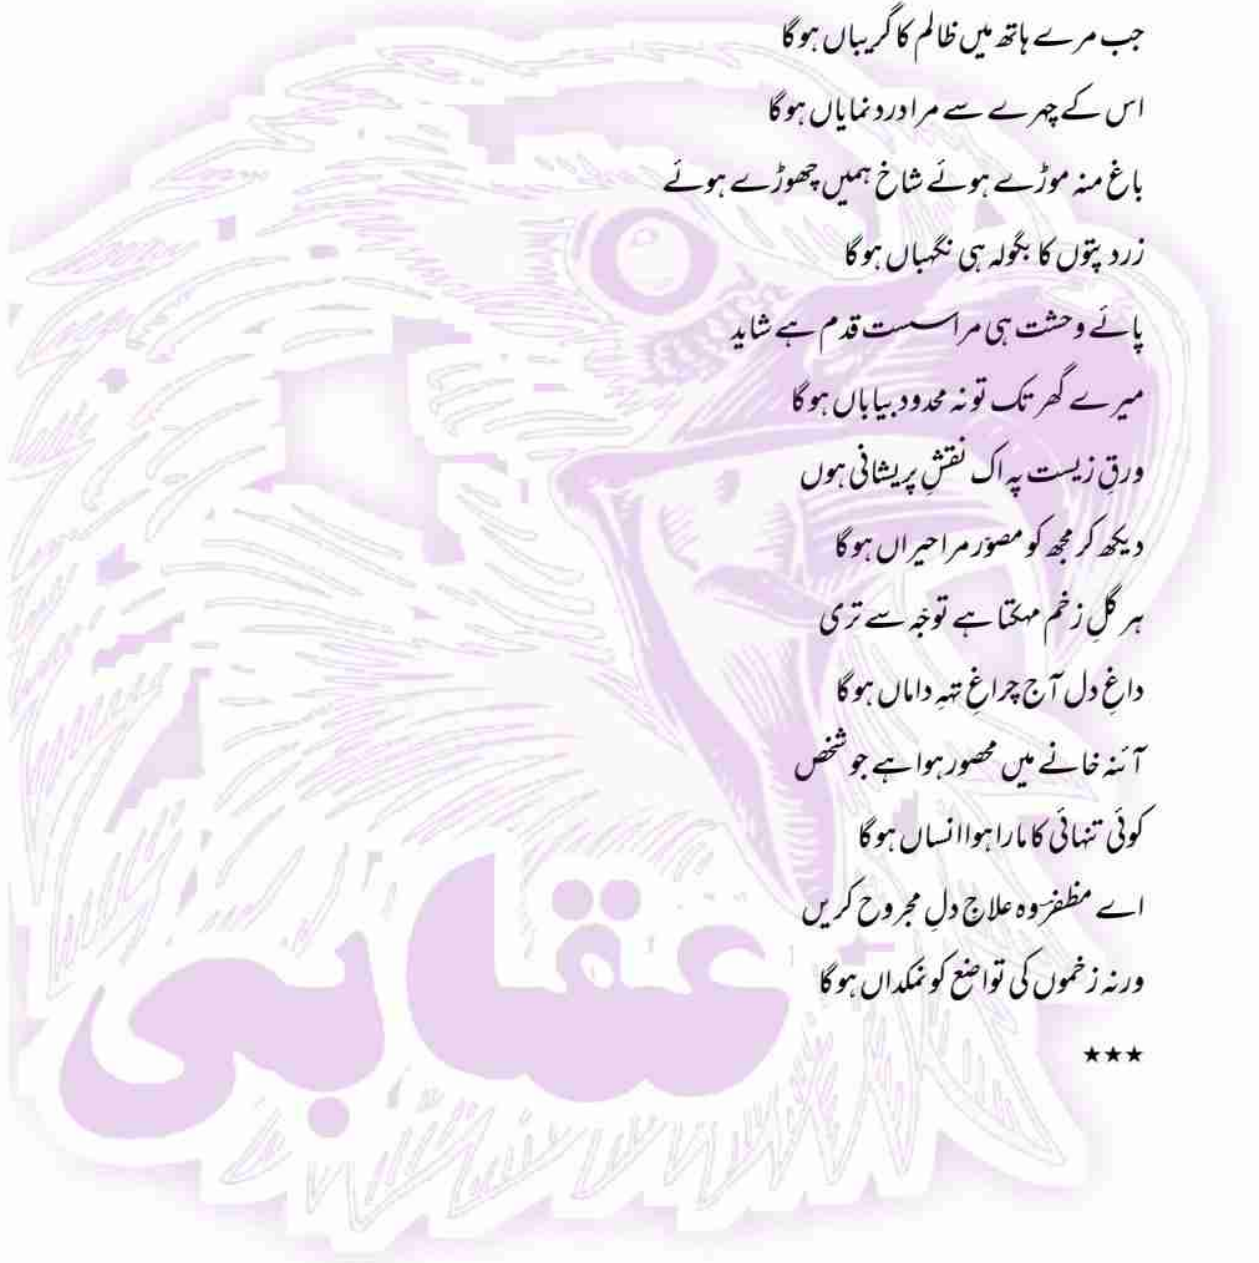 جب مرے ہاتھ میں ظالم کا گریباں ہو گا
اس کے چہرے سے مرا درد نمایاں ہو گا
باغ منہ موڑے ہوئے شاخ ہمیں چھوڑے ہوئے
زرد پتوں کا بگولہ ہی نگہباں ہو گا
پائے وحشت ہی مرا سست قدم ہے شاید
میرے گھر تک تو نہ محدود بیاباں ہو گا
ورقِ زیست پہ اک نقشِ پریشانی ہوں
دیکھ کر مجھ کو مصوّر مرا حیراں ہو گا
ہر گلِ زخم مہکتا ہے توجّہ سے تری
داغِ دل آج چراغِ تہہِ داماں ہو گا
آئنہ خانے میں محصور ہوا ہے جو شخص
کوئی تنہائی کا مارا ہوا انساں ہو گا
اے مظفرؔ وہ علاجِ دلِ مجروح کریں
ورنہ زخموں کی تواضع کو نمکداں ہو گا
★★★
عقابی